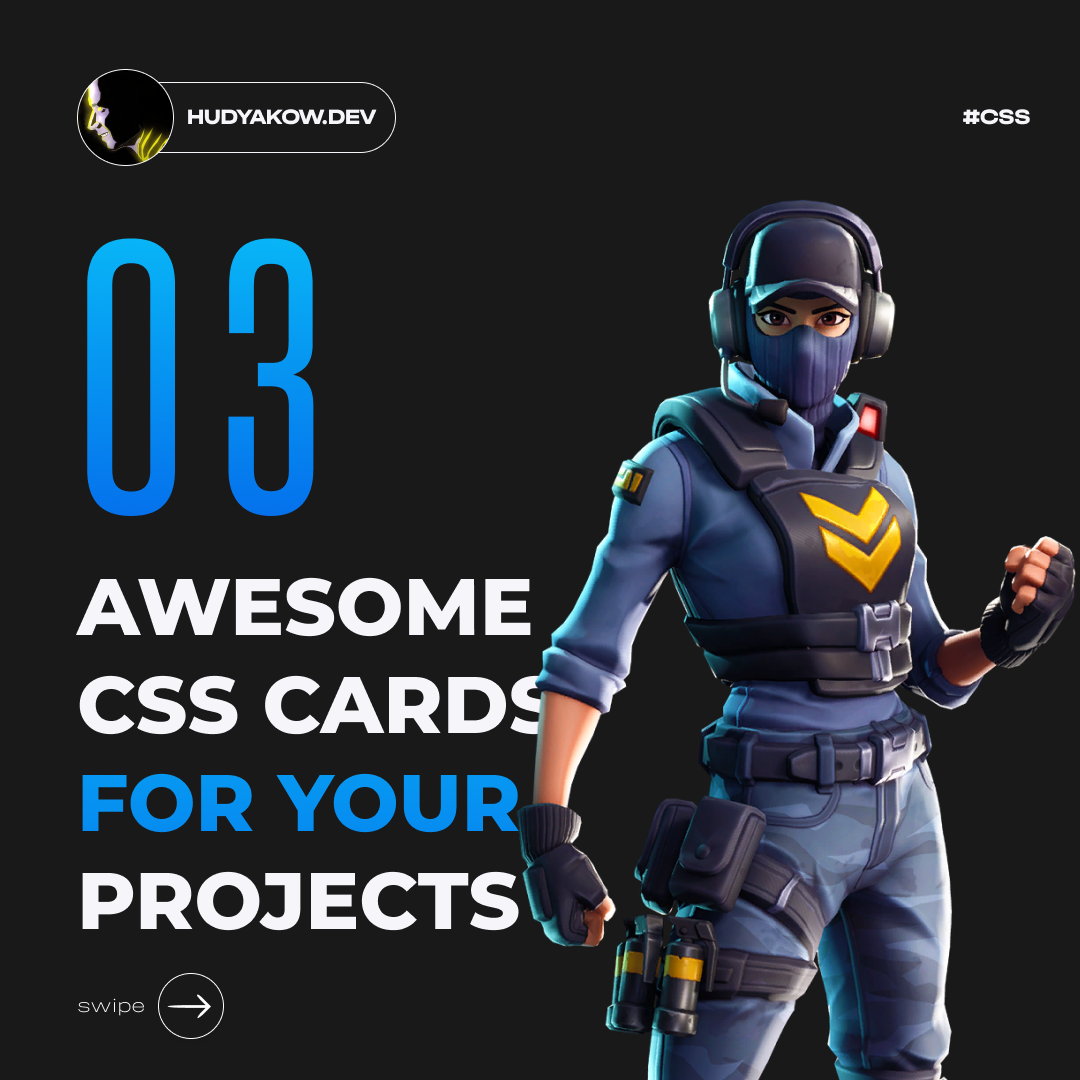 HUDYAKOW.DEV
#CSS
03
AWESOME
CSS CARDS
FOR YOUR
PROJECTS
swipe